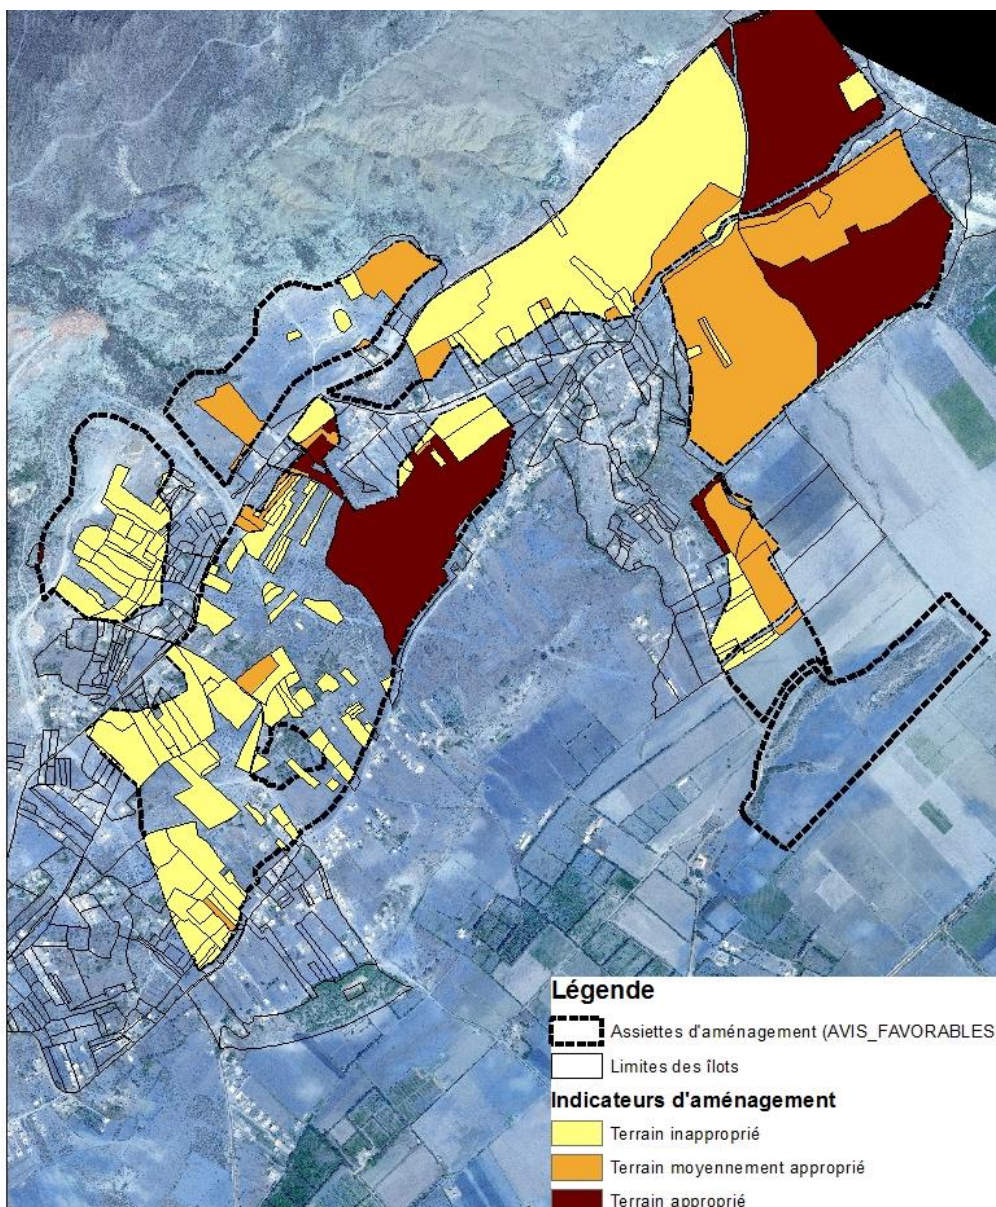 Légende
Assiettes d'aménagement (AVIS_FAVORABLES
Limites des îlots
Indicateurs d'aménagement
Terrain inapproprié
Terrain moyennement approprié
Terrain approprié